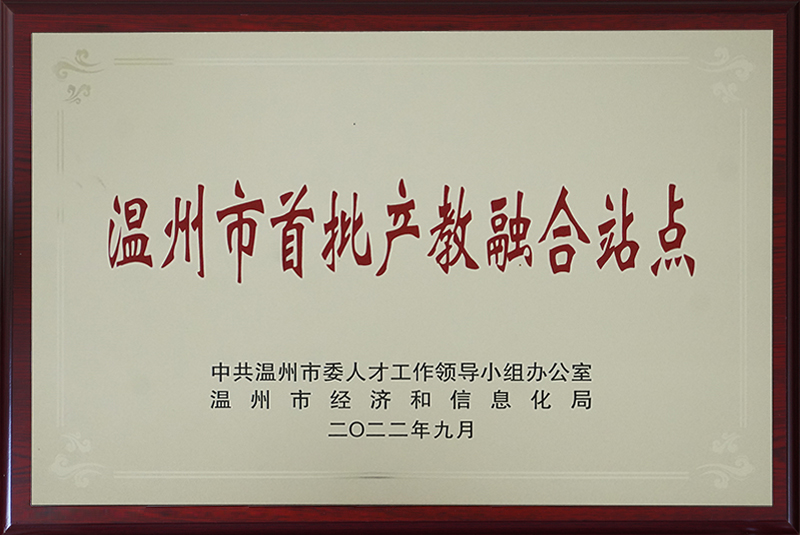 温州市首批产教融合站点
中共温州市委人才工作领导小组办公室
温州市经济和信息化局
二〇二二年九月